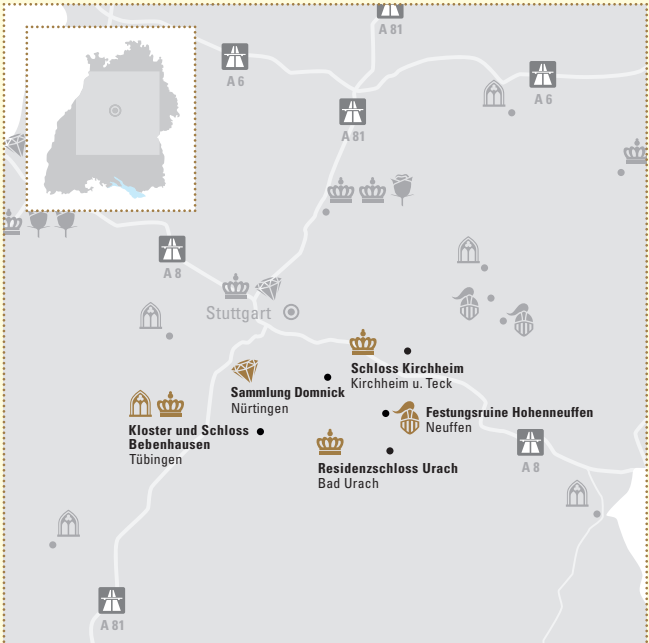 A 81
A 6
A 6
A 81
A 8
Stuttgart
Schloss Kirchheim
Kirchheim u. Teck
Sammlung Domnick
Nürtingen
Festungsruine Hohenneuffen
Neuffen
Kloster und Schloss
Bebenhausen
Tübingen
Residenzschloss Urach
Bad Urach
A 8
A 81